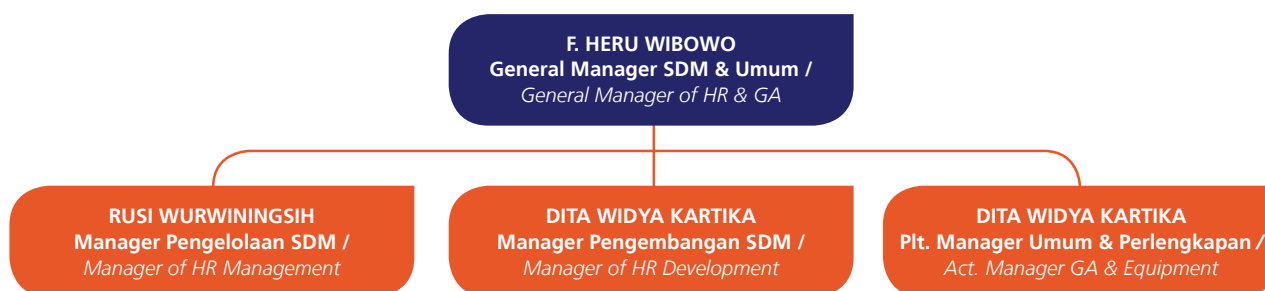 F. HERU WIBOWO
General Manager SDM & Umum /
General Manager of HR & GA
RUSI WURWININGSIH
Manager Pengelolaan SDM /
Manager of HR Management
DITA WIDYA KARTIKA
Manager Pengembangan SDM /
Manager of HR Development
DITA WIDYA KARTIKA
Plt. Manager Umum & Perlengkapan /
Act. Manager GA & Equipment